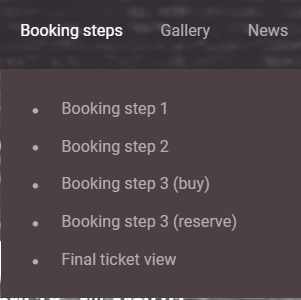 Booking steps Gallery News
Booking step 1
Booking step 2
Booking step 3 (buy)
Booking step 3 (reserve)
Final ticket view